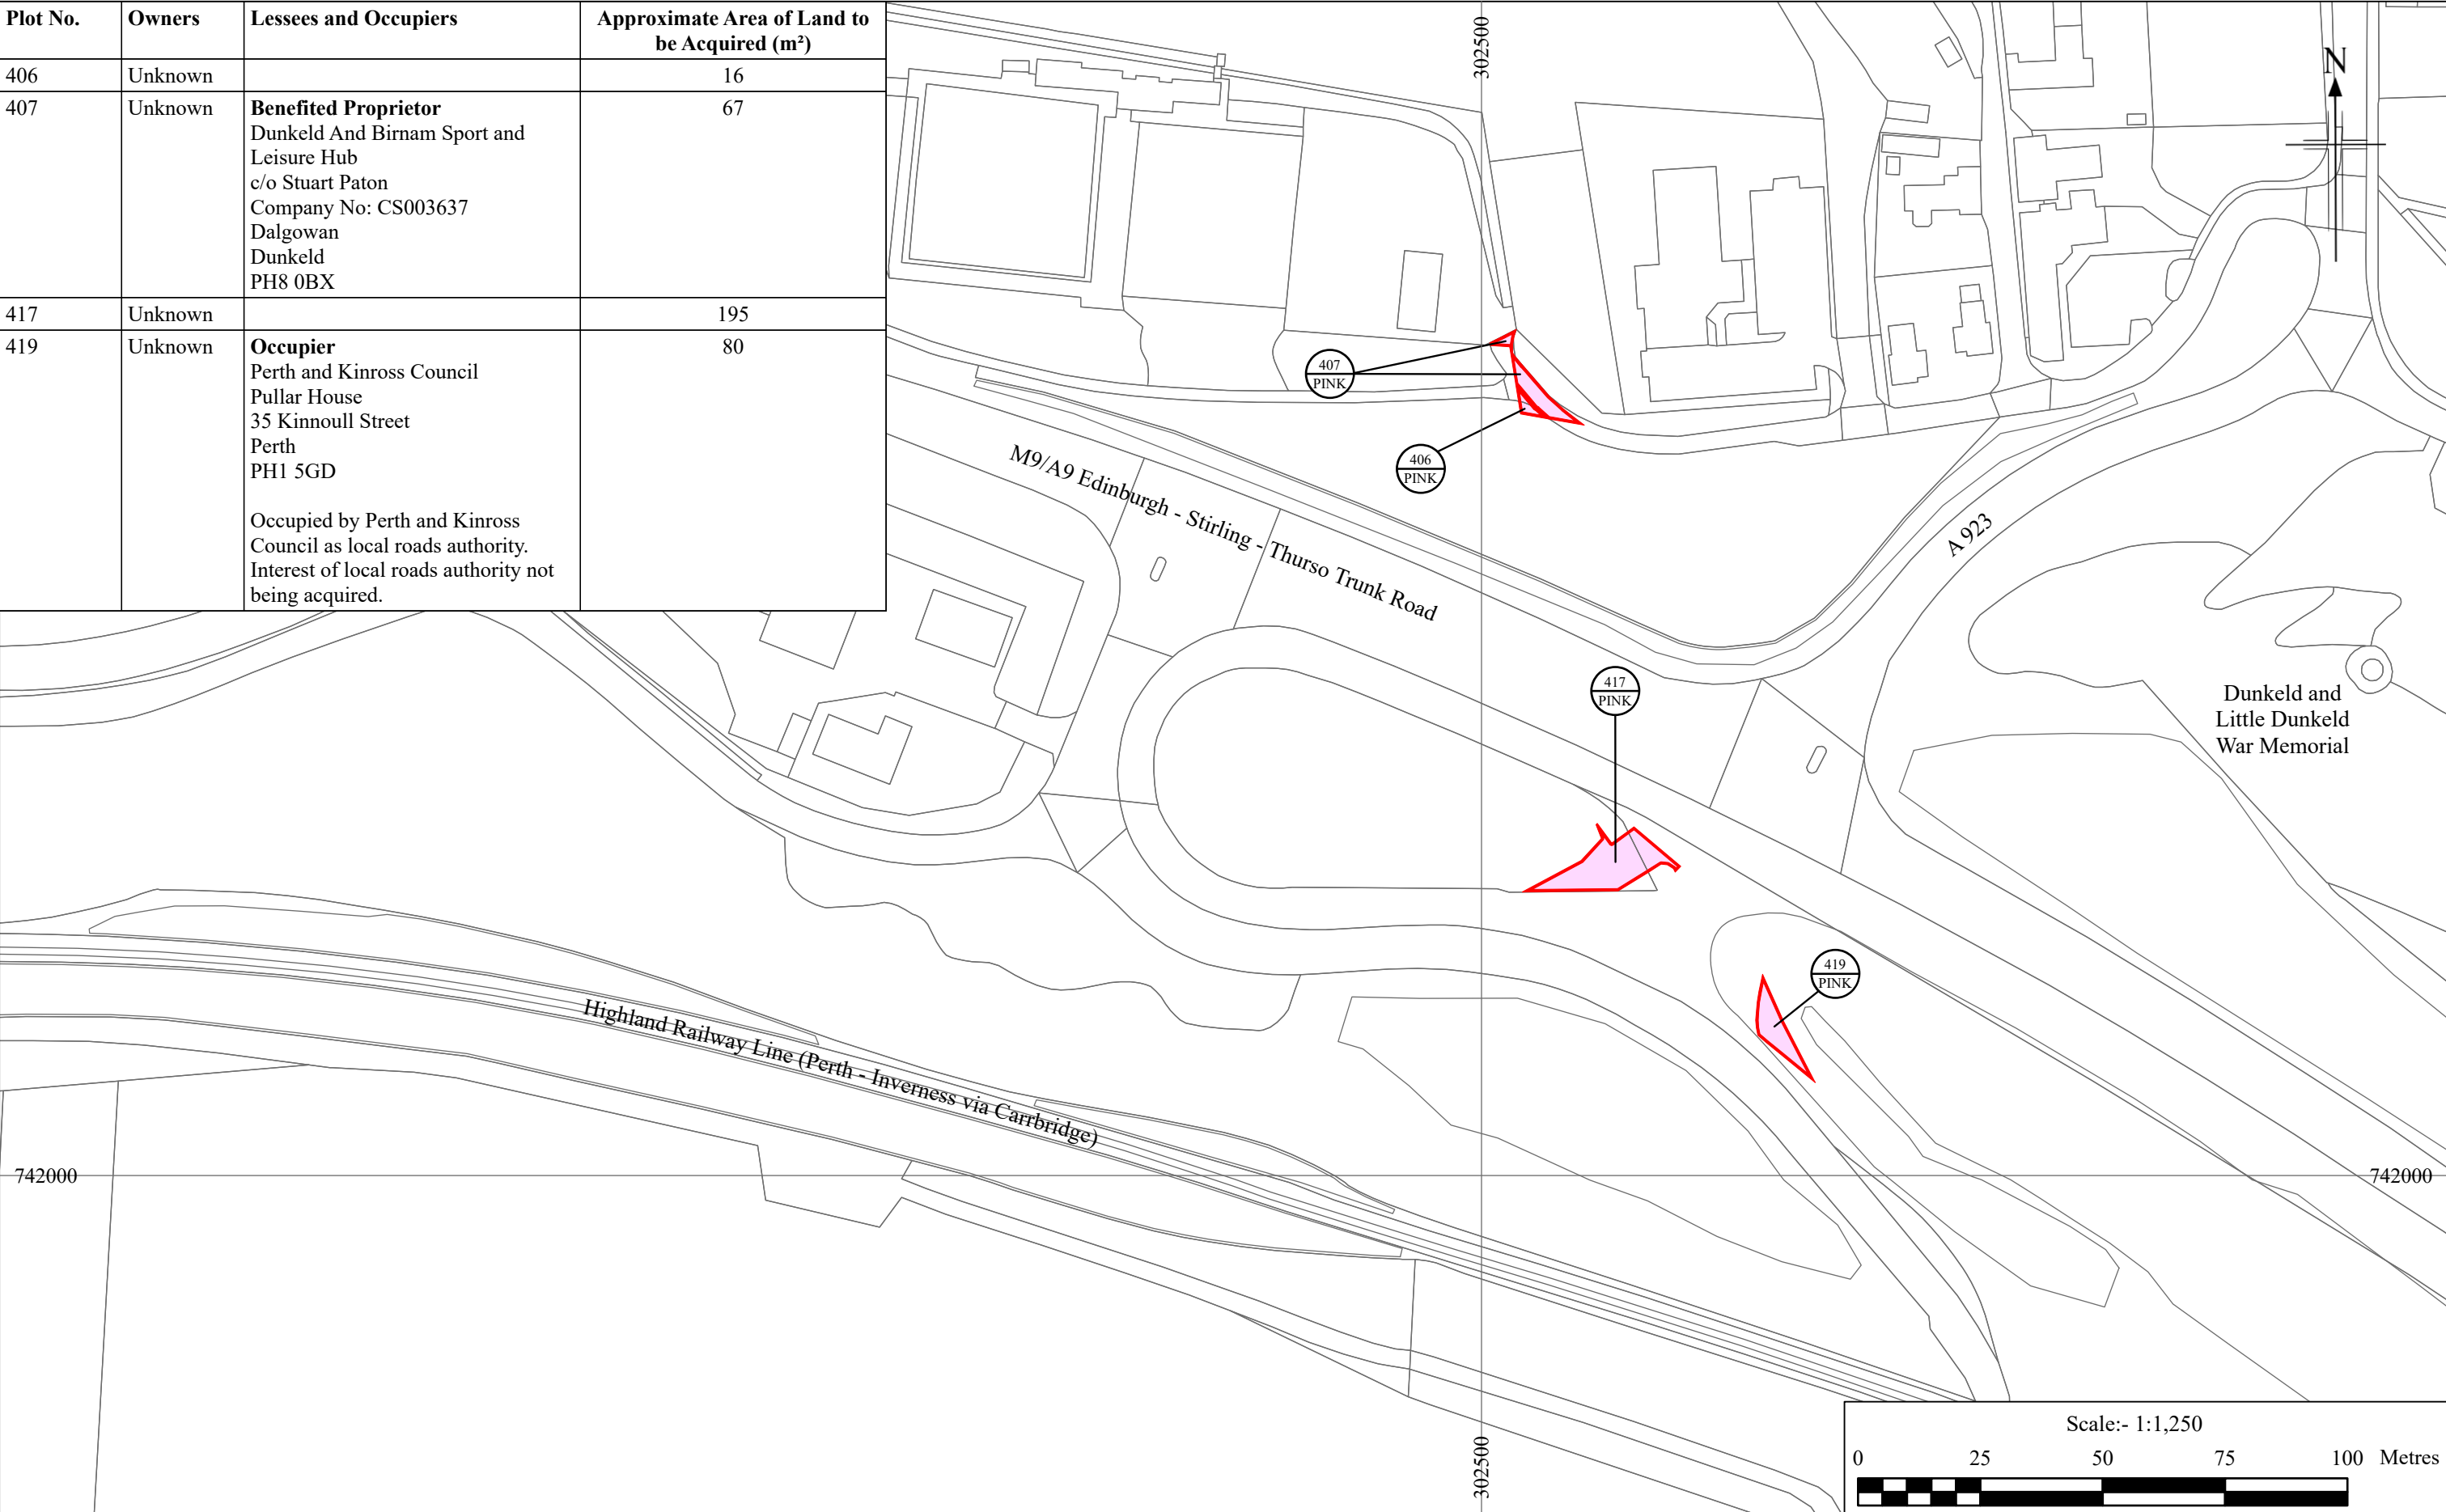 Plot No. Owners Lessees and Occupiers Approximate Area of Land to
be Acquired (m²)
406 Unknown 16
407 Unknown Benefited Proprietor 67
Dunkeld And Birnam Sport and
Leisure Hub
c/o Stuart Paton
Company No: CS003637
Dalgowan
Dunkeld
PH8 0BX
417 Unknown 195
419 Unknown Occupier 80
Perth and Kinross Council
Pullar House
35 Kinnoull Street
Perth
PH1 5GD
Occupied by Perth and Kinross
Council as local roads authority.
Interest of local roads authority not
being acquired.
302500
N
407
PINK
406
PINK
M9/A9 Edinburgh - Stirling - Thurso Trunk Road
A 923
417
PINK
Dunkeld and
Little Dunkeld
War Memorial
419
PINK
Highland Railway Line (Perth - Inverness via Carrbridge)
742000
742000
302500
Scale:- 1:1,250
0 25 50 75 100 Metres